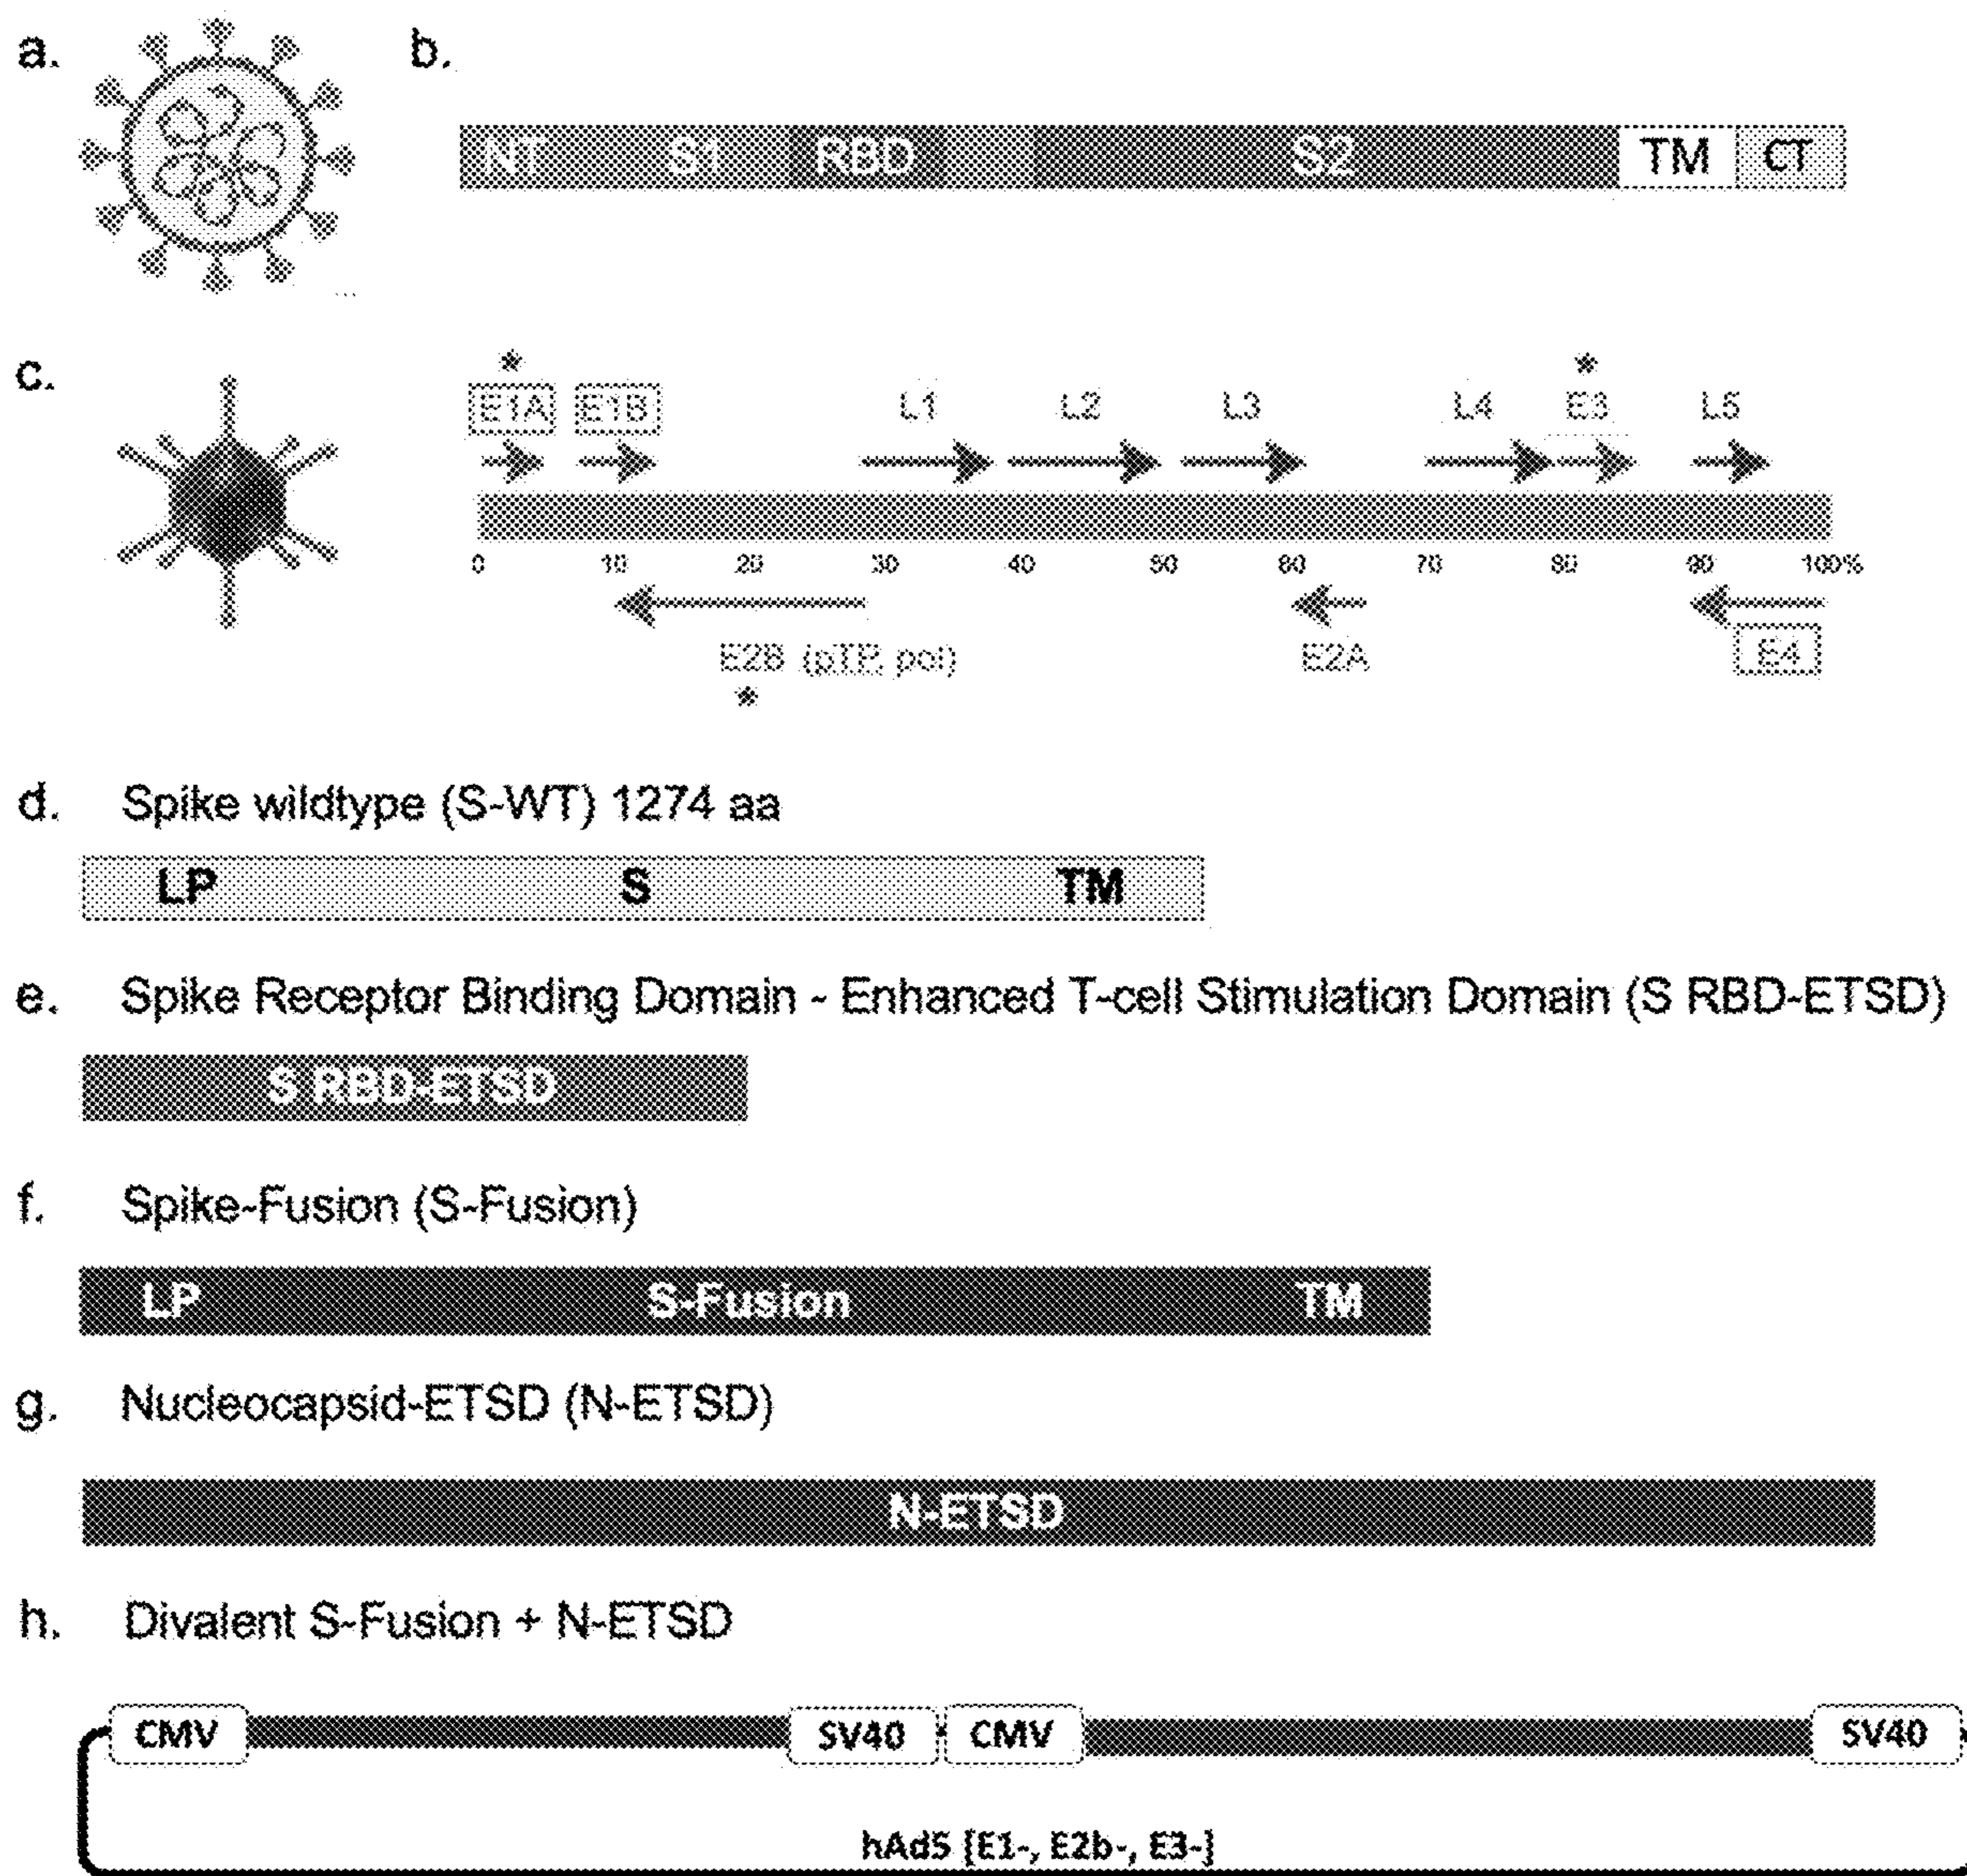 a.
b.
NT S1 RBD S2 TM CT
c.
* *
E1A E1B L1 L2 L3 L4 E3 L5
0 10 20 30 40 50 60 70 80 90 100%
E2B (pTP, pol) E2A E4
*
d. Spike wildtype (S-WT) 1274 aa
LP S TM
e. Spike Receptor Binding Domain - Enhanced T-cell Stimulation Domain (S RBD-ETSD)
S RBD-ETSD
f. Spike-Fusion (S-Fusion)
LP S-Fusion TM
g. Nucleocapsid-ETSD (N-ETSD)
N-ETSD
h. Divalent S-Fusion + N-ETSD
CMV SV40 CMV SV40
hAd5 [E1-, E2b-, E3-]